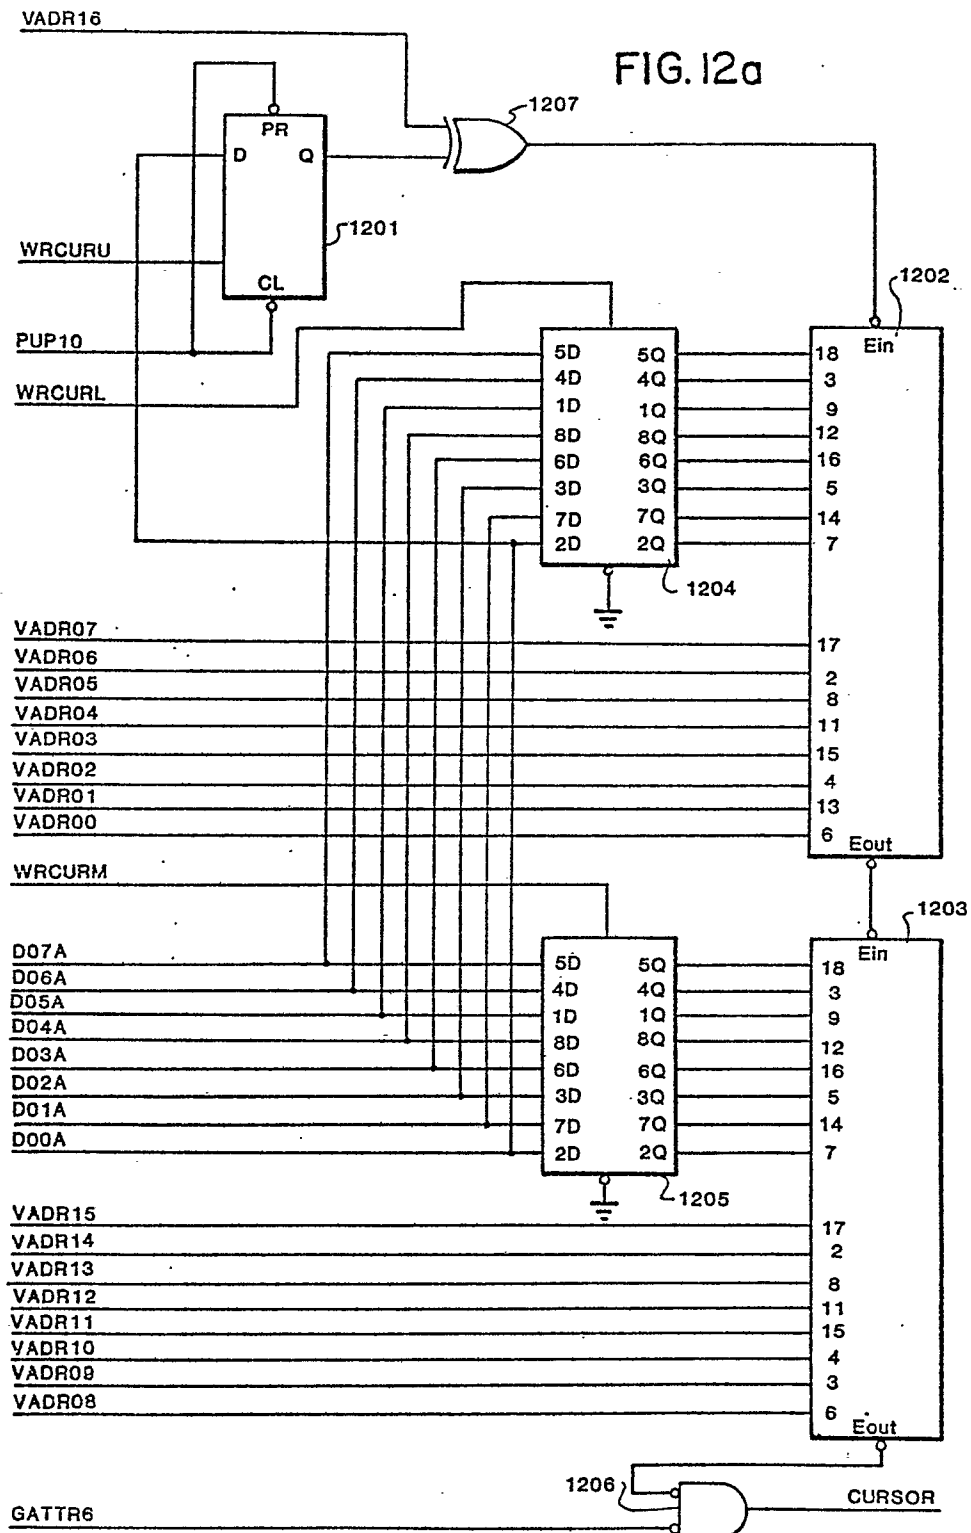 VADR16
FIG. 12a
1207
PR
D Q
1201
WRCURU
CL
1202
PUP10
Ein
WRCURL
5D 5Q 18
4D 4Q 3
1D 1Q 9
8D 8Q 12
6D 6Q 16
3D 3Q 5
7D 7Q 14
2D 2Q 7
1204
VADR07 17
VADR06 2
VADR05 8
VADR04 11
VADR03 15
VADR02 4
VADR01 13
VADR00 6
Eout
WRCURM
1203
Ein
D07A 5D 5Q 18
D06A 4D 4Q 3
D05A 1D 1Q 9
D04A 8D 8Q 12
D03A 6D 6Q 16
D02A 3D 3Q 5
D01A 7D 7Q 14
D00A 2D 2Q 7
1205
VADR15 17
VADR14 2
VADR13 8
VADR12 11
VADR11 15
VADR10 4
VADR09 3
VADR08 6
Eout
1206
CURSOR
GATTR6